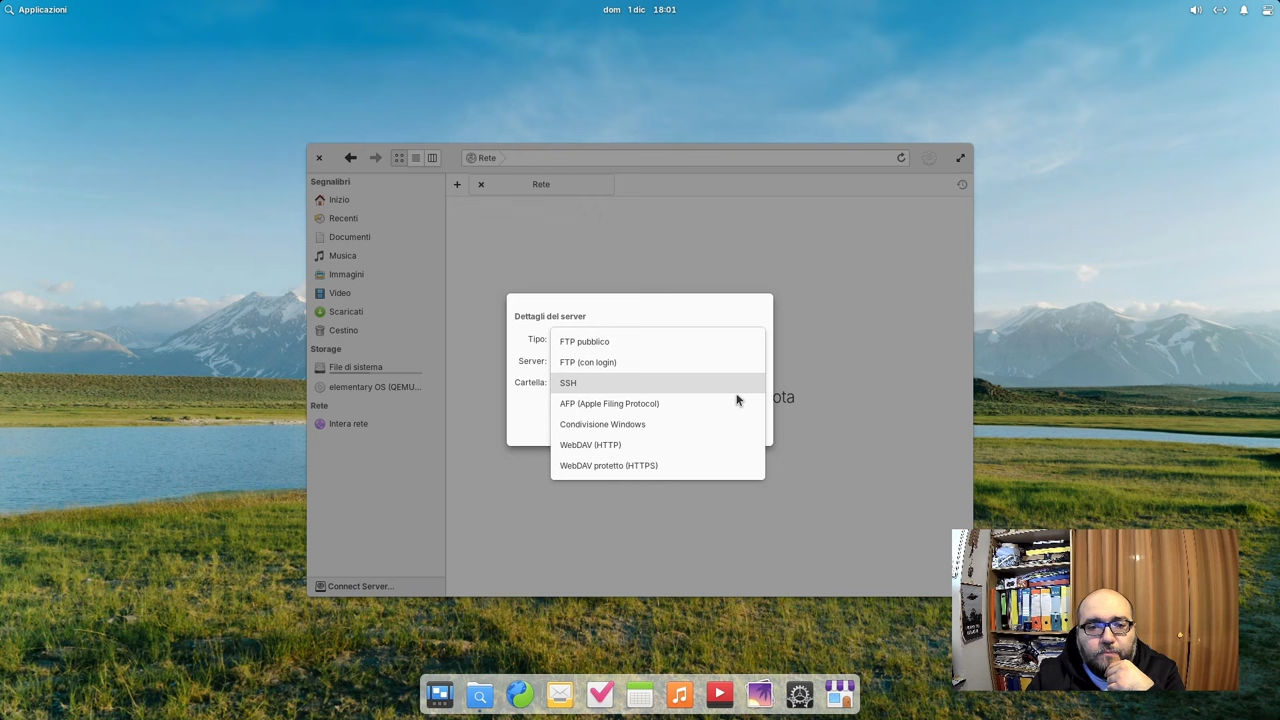 Applicazioni
dom 1 dic 18:01
Rete
Segnalibri
Rete
Inizio
Recenti
Documenti
Musica
Immagini
Video
Scaricati
Cestino
Storage
File di sistema
elementary OS (QEMU...
Rete
Intera rete
Connect Server...
Dettagli del server
Tipo:
Server:
Cartella:
FTP pubblico
FTP (con login)
SSH
AFP (Apple Filing Protocol)
Condivisione Windows
WebDAV (HTTP)
WebDAV protetto (HTTPS)
ota